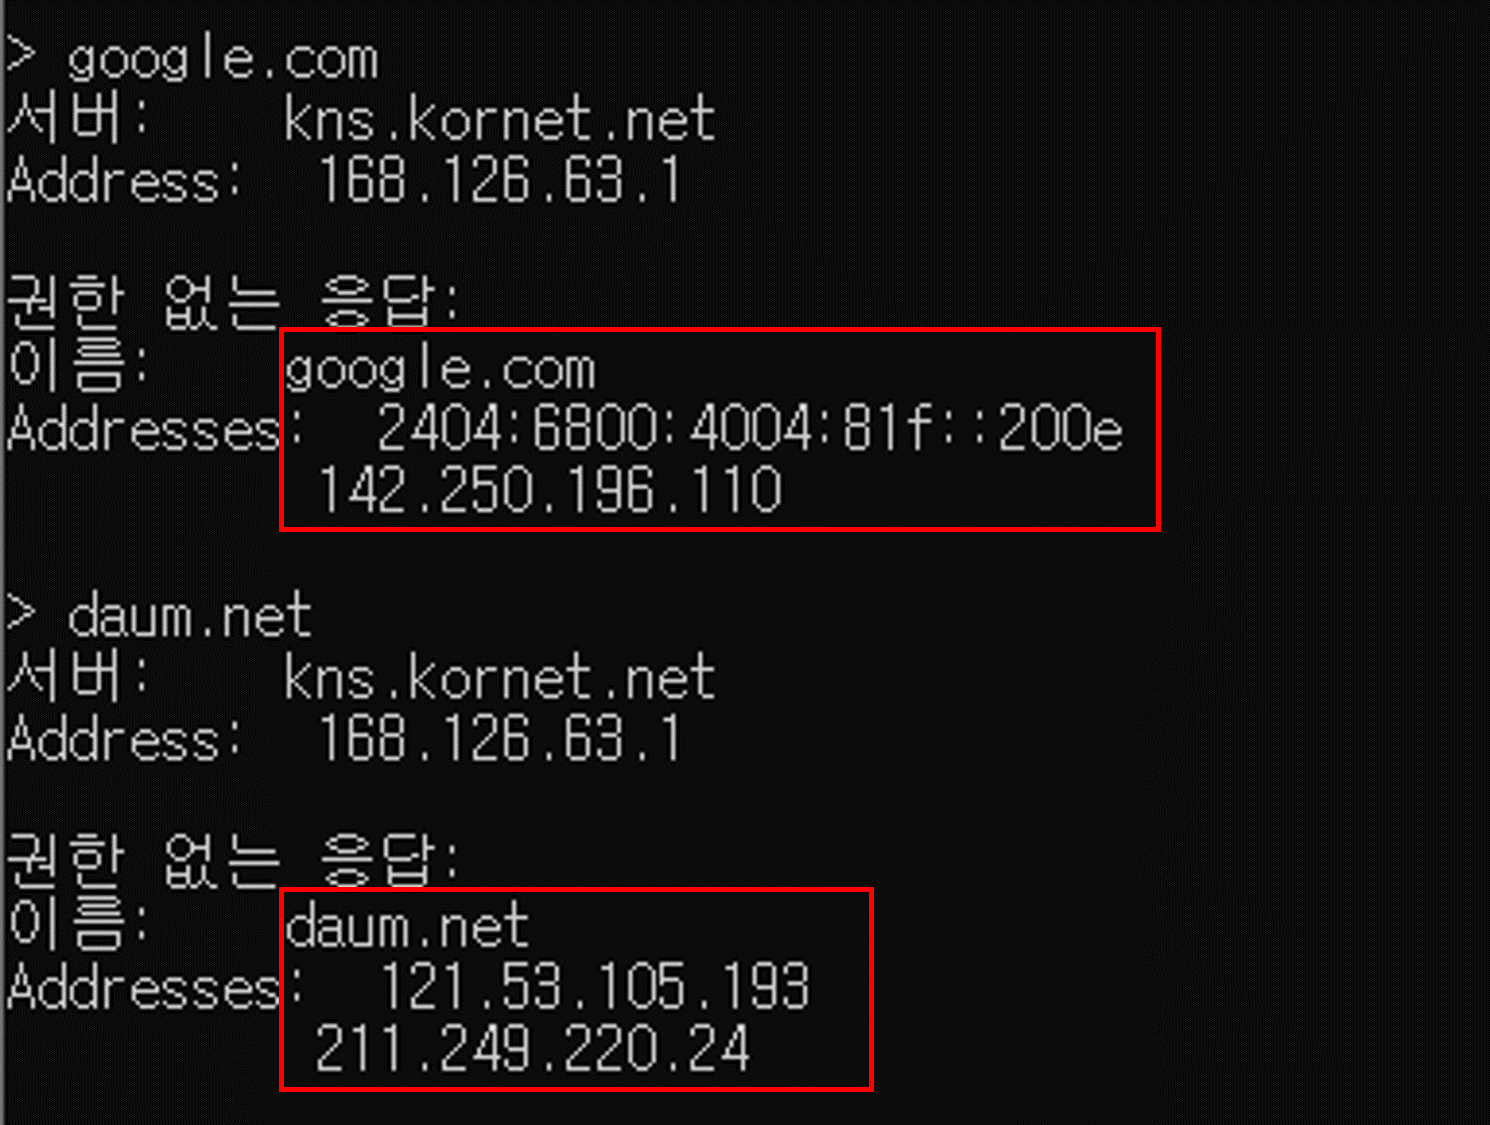 > google.com
서버:    kns.kornet.net
Address:  168.126.63.1
권한 없는 응답:
이름:    google.com
Addresses:  2404:6800:4004:81f::200e
142.250.196.110
> daum.net
서버:    kns.kornet.net
Address:  168.126.63.1
권한 없는 응답:
이름:    daum.net
Addresses:  121.53.105.193
211.249.220.24